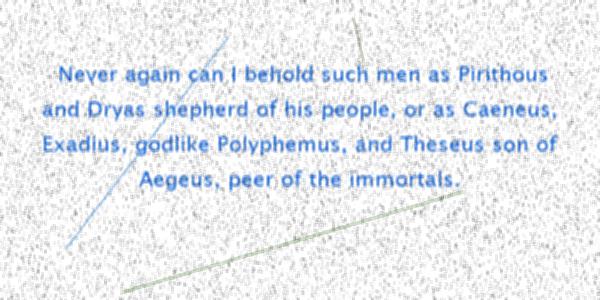 Never again can I behold such men as Pirithous
and Dryas shepherd of his people, or as Caeneus,
Exadius, godlike Polyphemus, and Theseus son of
Aegeus, peer of the immortals.